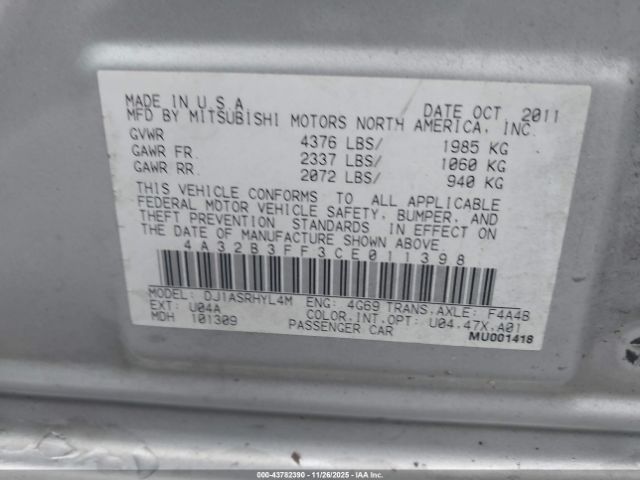 MADE IN U.S.A. DATE OCT 2011
MFD BY MITSUBISHI MOTORS NORTH AMERICA, INC.
GVWR 4376 LBS/ 1985 KG
GAWR FR. 2337 LBS/ 1060 KG
GAWR RR. 2072 LBS/ 940 KG
THIS VEHICLE CONFORMS TO ALL APPLICABLE
FEDERAL MOTOR VEHICLE SAFETY, BUMPER, AND
THEFT PREVENTION STANDARDS IN EFFECT ON
THE DATE OF MANUFACTURE SHOWN ABOVE.
4A32B3FF3CE011398
MODEL: DJ1ASRHYL4M ENG: 4G69 TRANS.AXLE: F4A4B
EXT: U04A COLOR.INT.OPT: U04.47X.A01
MDH 101309 PASSENGER CAR
MU001418
000-43782390 - 11/26/2025 - IAA Inc.